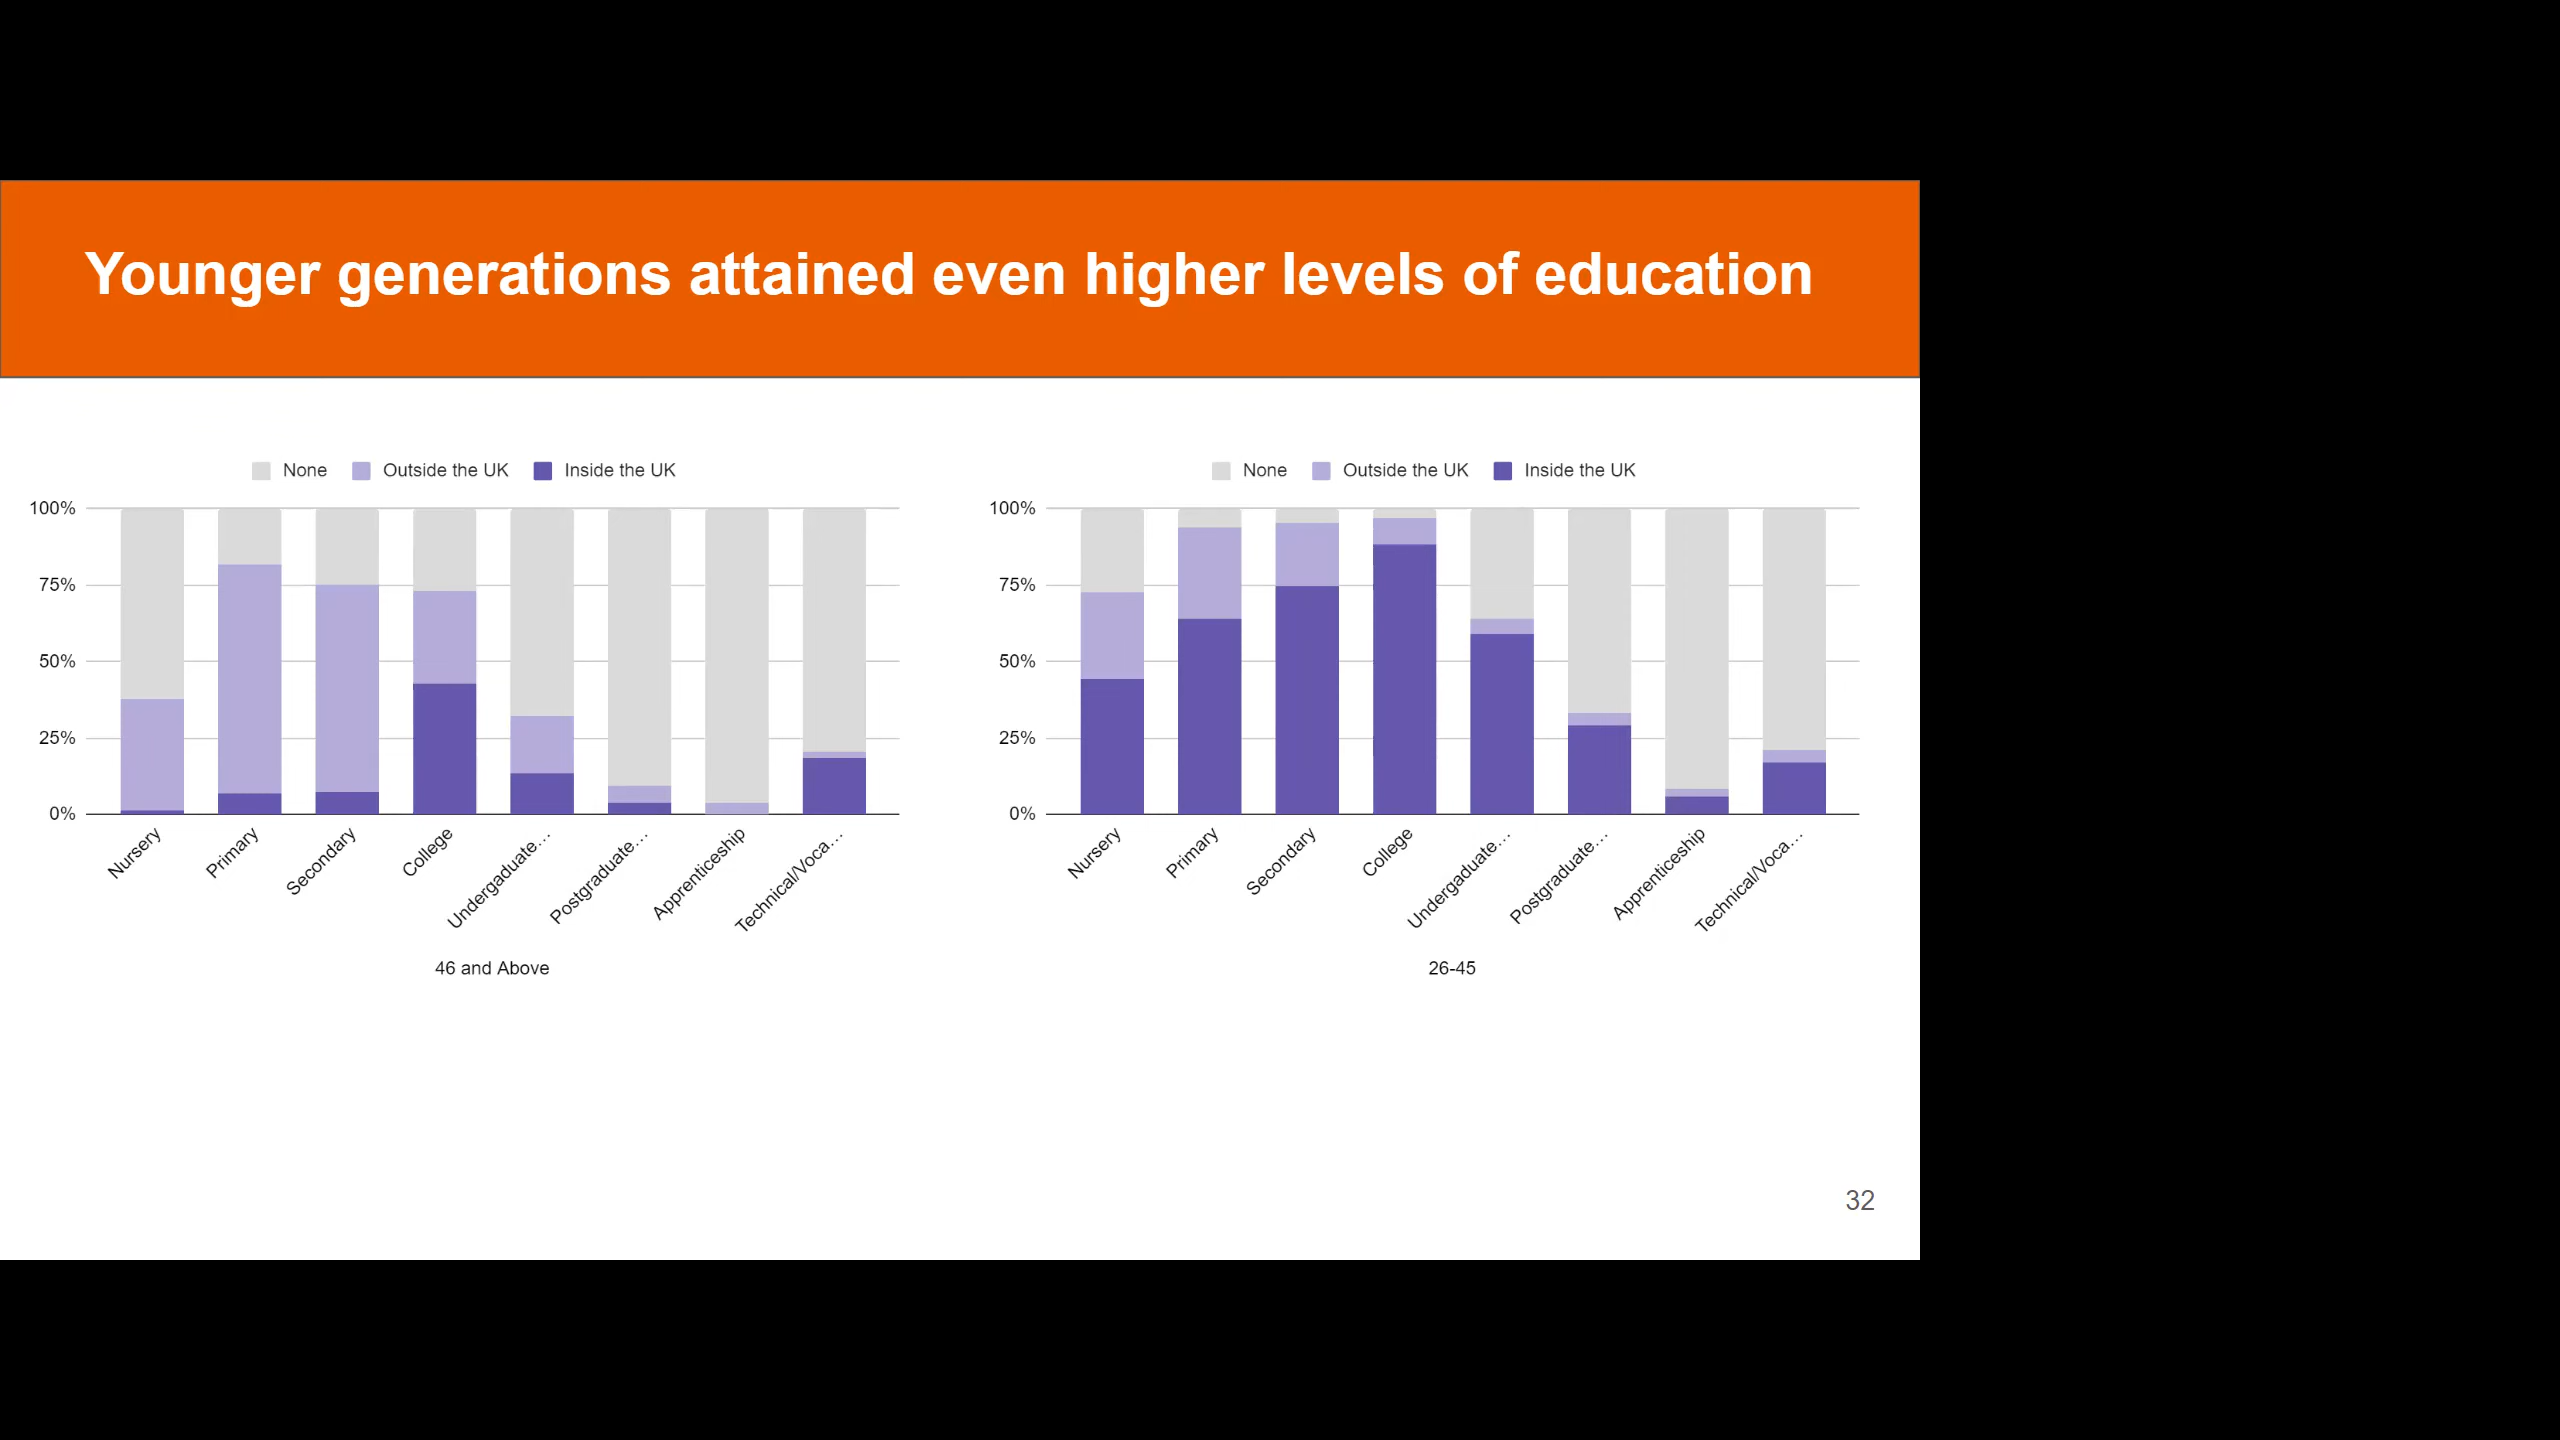 Younger generations attained even higher levels of education
None Outside the UK Inside the UK
100%
75%
50%
25%
0%
Nursery
Primary
Secondary
College
Undergaduate...
Postgraduate...
Apprenticeship
Technical/Voca...
46 and Above
None Outside the UK Inside the UK
100%
75%
50%
25%
0%
Nursery
Primary
Secondary
College
Undergaduate...
Postgraduate...
Apprenticeship
Technical/Voca...
26-45
32